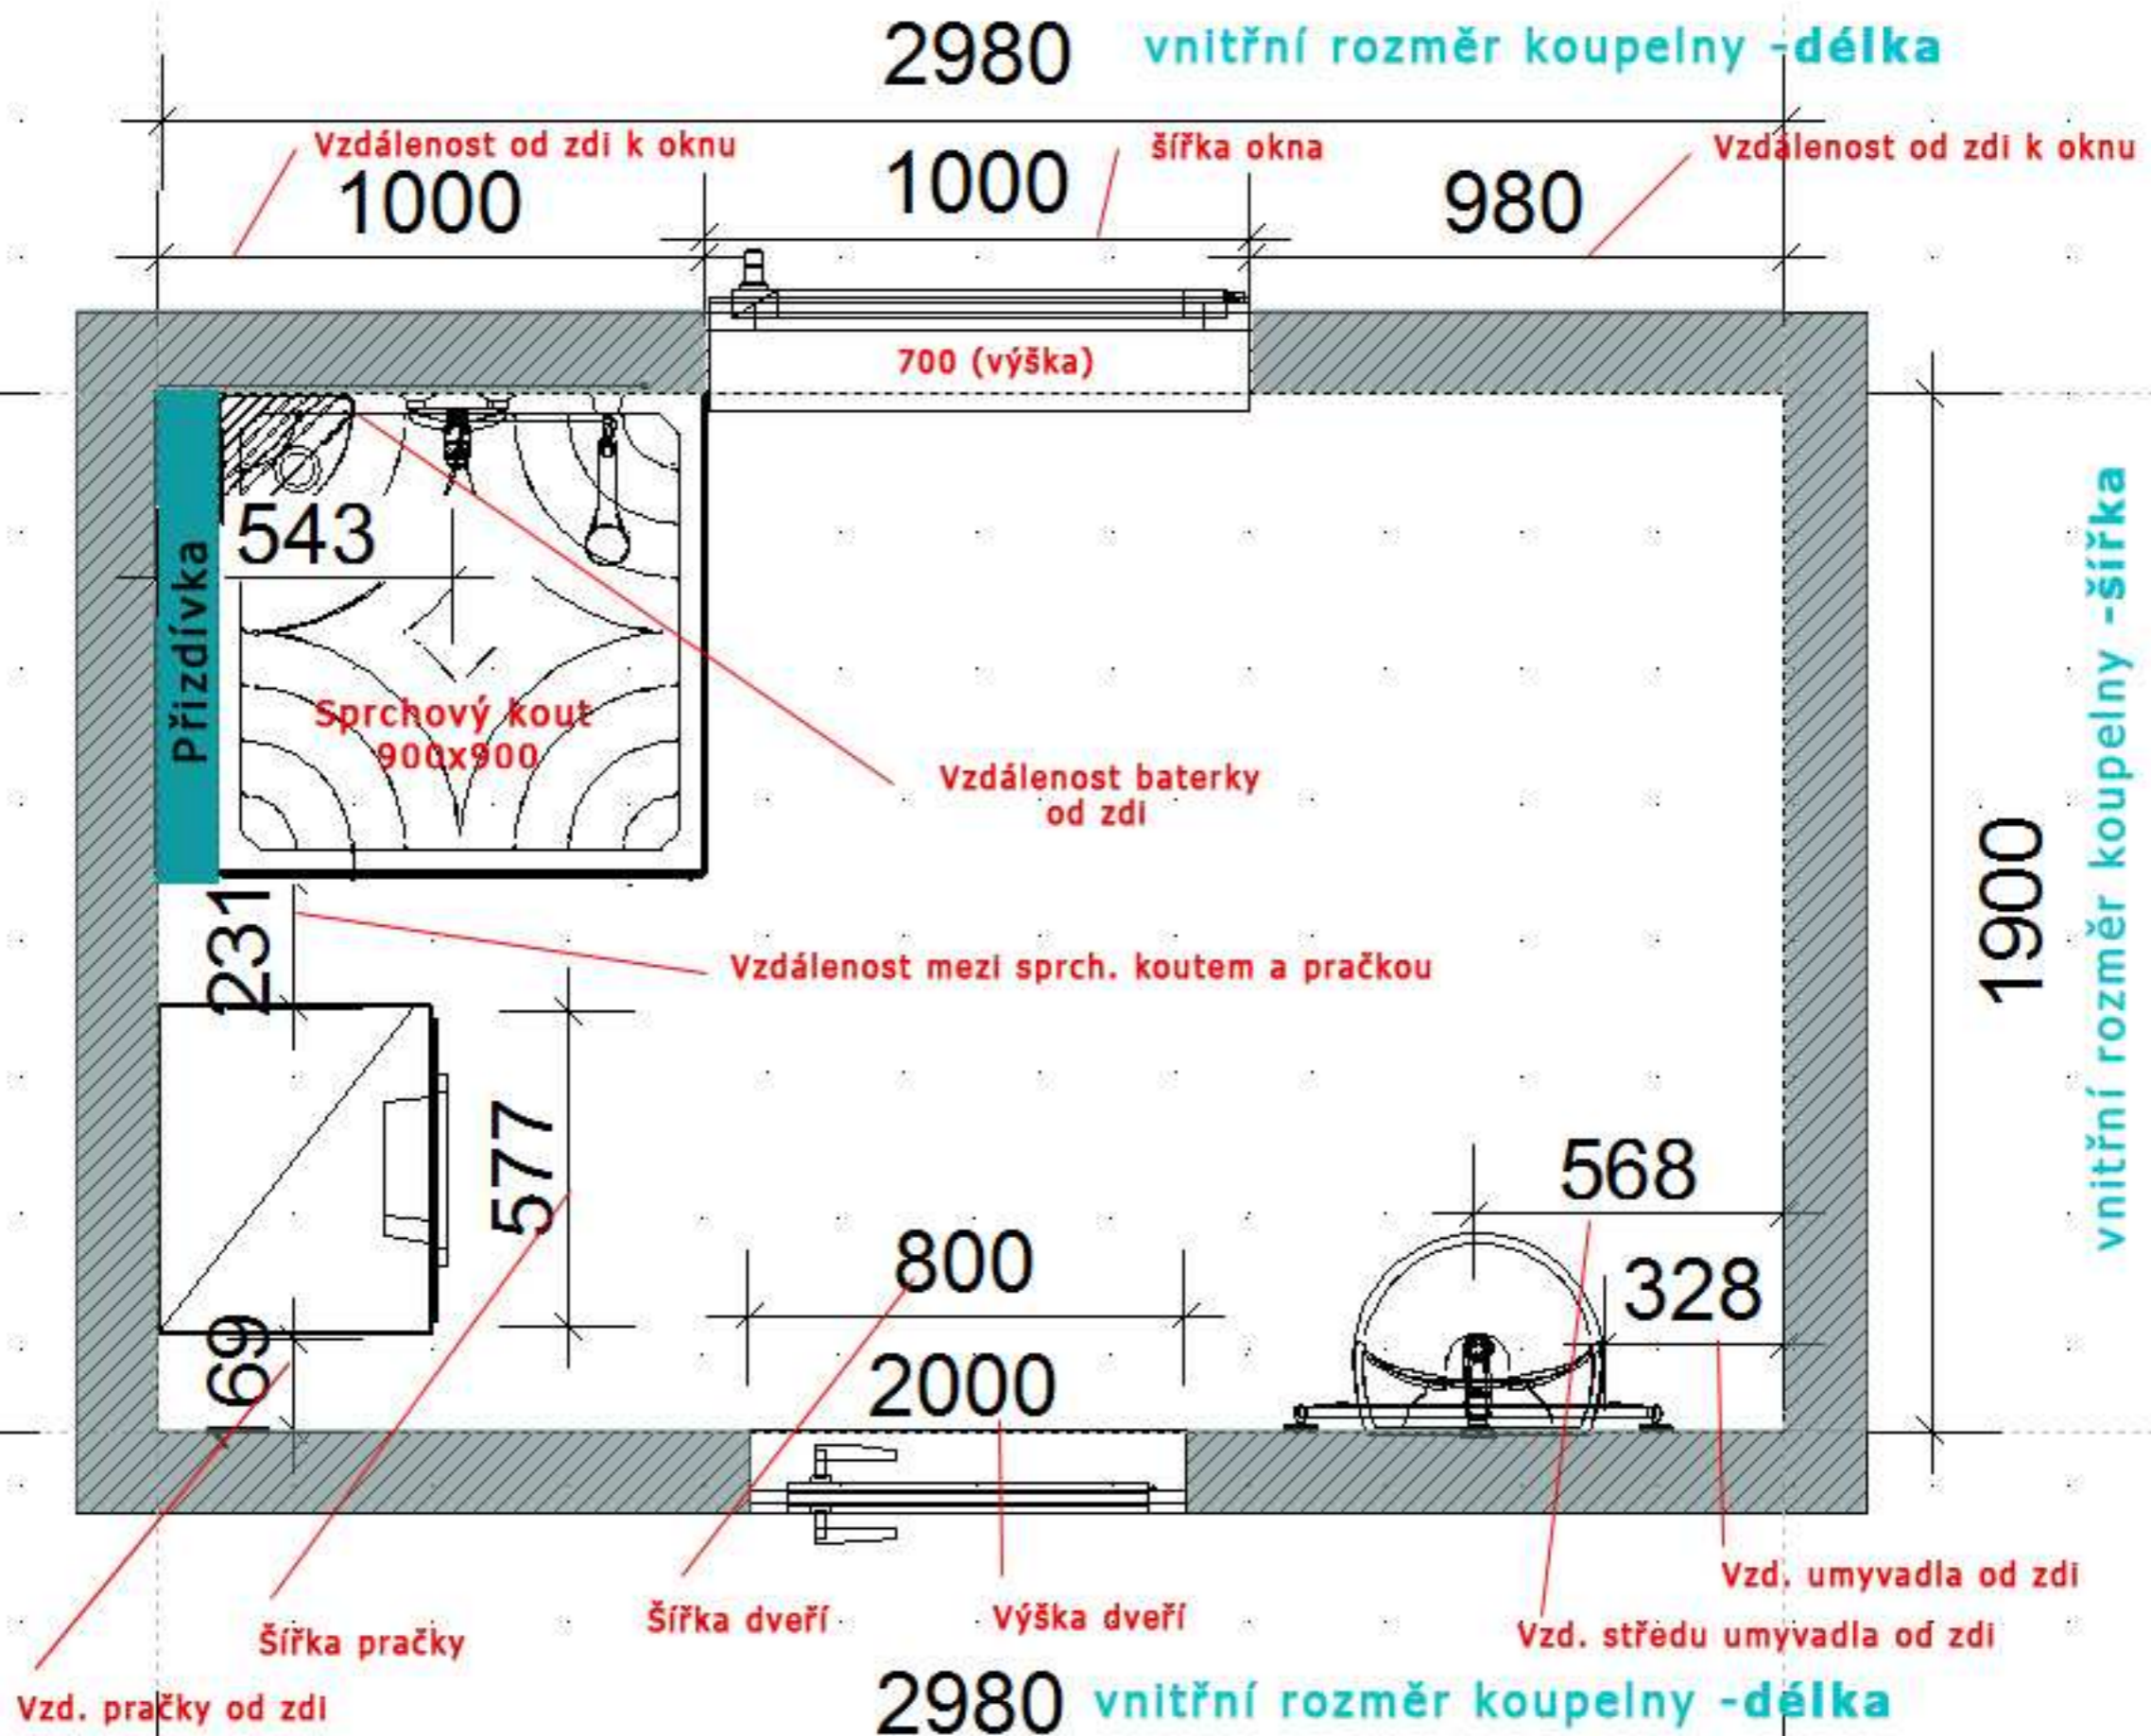 2980 vnitřní rozměr koupelny -délka
Vzdálenost od zdi k oknu
šířka okna
Vzdálenost od zdi k oknu
1000
1000
980
700 (výška)
543
Přizdívka
Sprchový kout
900x900
Vzdálenost baterky
od zdi
vnitřní rozměr koupelny -šířka
1900
231
Vzdálenost mezi sprch. koutem a pračkou
577
568
800
328
169
2000
Vzd. umyvadla od zdi
Šířka dveří
Výška dveří
Vzd. středu umyvadla od zdi
Šířka pračky
Vzd. pračky od zdi
2980 vnitřní rozměr koupelny -délka